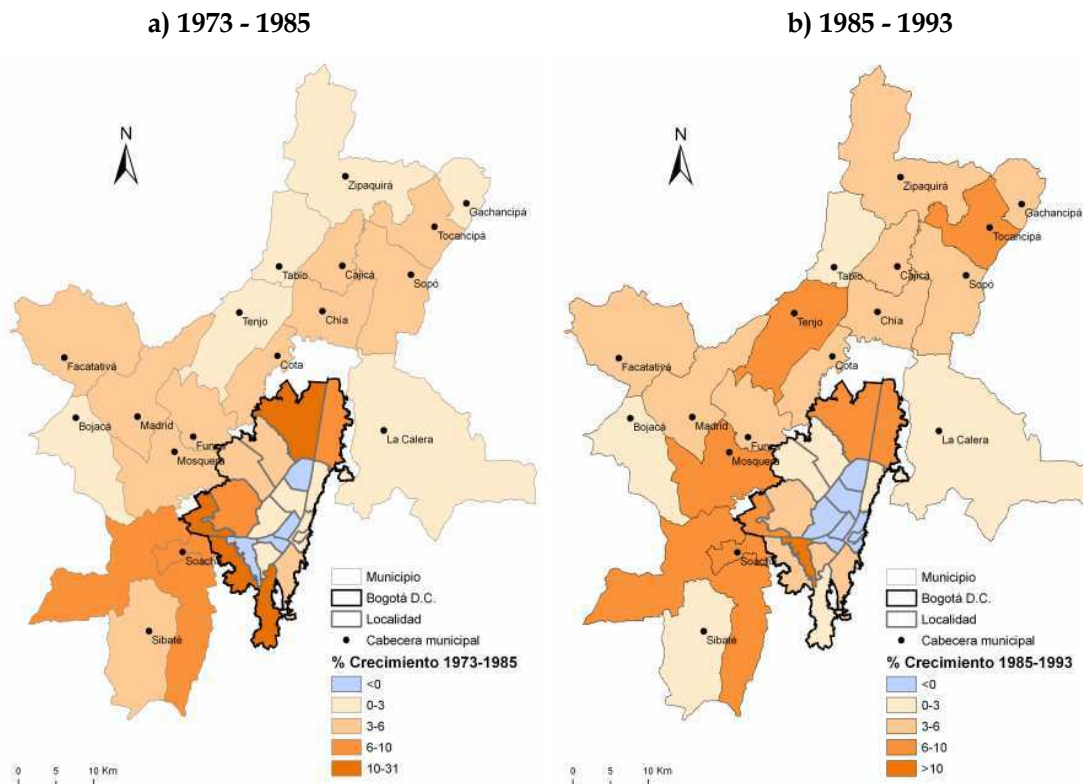 a) 1973 - 1985
N
Zipaquirá
Gachancipá
Tocancipá
Tabio
Cajicá
Sopó
Tenjo
Chía
Facatativá
Cota
Bojacá
Madrid
Funza
Mosquera
La Calera
Soacha
Sibaté
Municipio
Bogotá D.C.
Localidad
Cabecera municipal
% Crecimiento 1973-1985
<0
0-3
3-6
6-10
10-31
0 5 10 Km
b) 1985 - 1993
N
Zipaquirá
Gachancipá
Tocancipá
Tabio
Cajicá
Sopó
Tenjo
Chía
Facatativá
Cota
Bojacá
Madrid
Funza
Mosquera
La Calera
Soacha
Sibaté
Municipio
Bogotá D.C.
Localidad
Cabecera municipal
% Crecimiento 1985-1993
<0
0-3
3-6
6-10
>10
0 5 10 Km